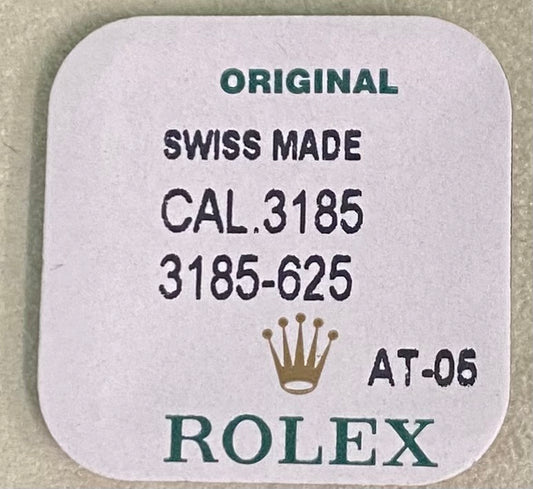 ORIGINAL
SWISS MADE
CAL.3185
3185-625
AT-05
ROLEX